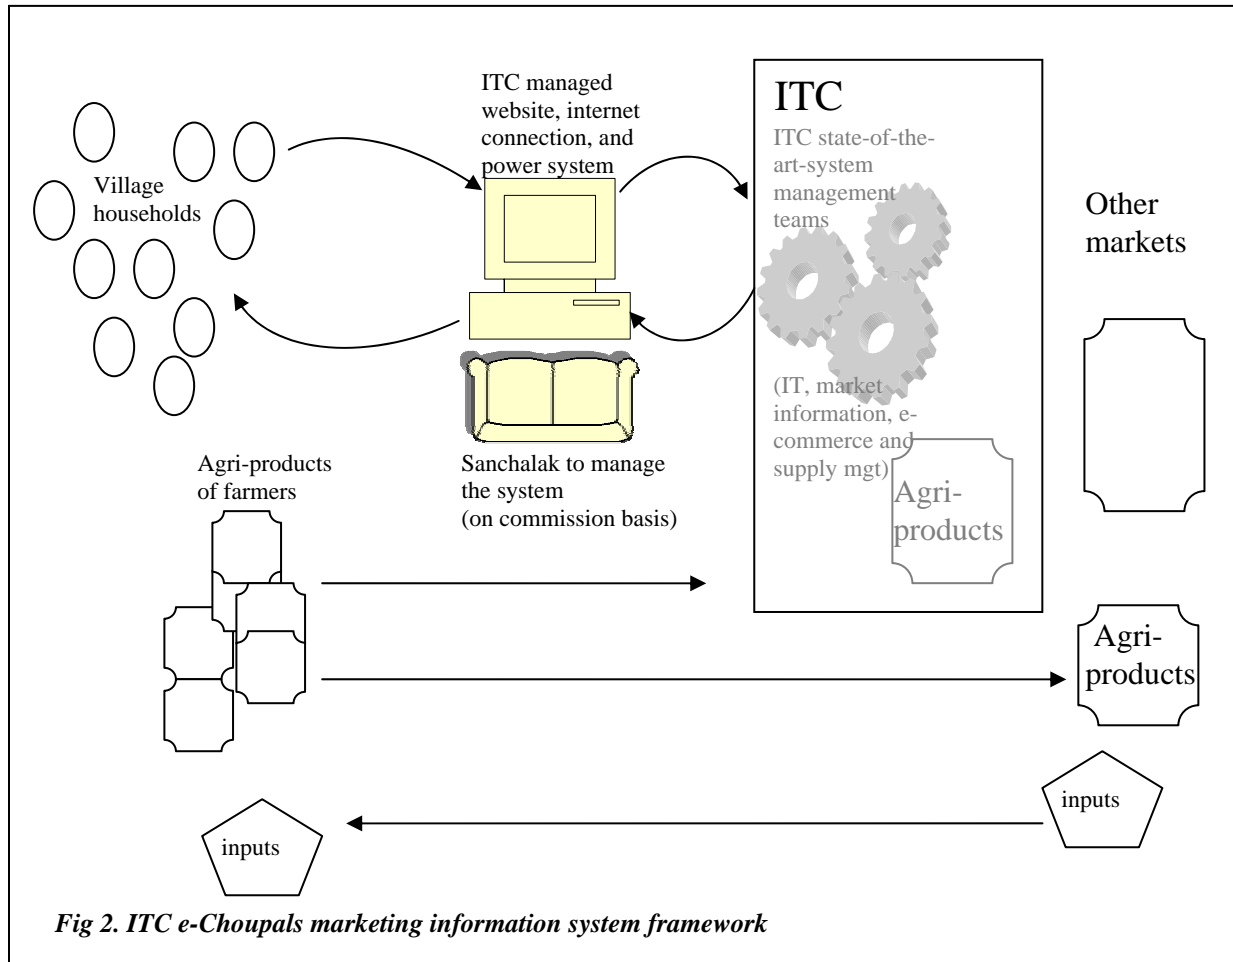 ITC managed
website, internet
connection, and
power system
ITC
ITC state-of-the-
art-system
management
teams
Village
households
Other
markets
(IT, market
information, e-
commerce and
supply mgt)
Agri-products
of farmers
Sanchalak to manage
the system
(on commission basis)
Agri-
products
Agri-
products
inputs
inputs
Fig 2. ITC e-Choupals marketing information system framework